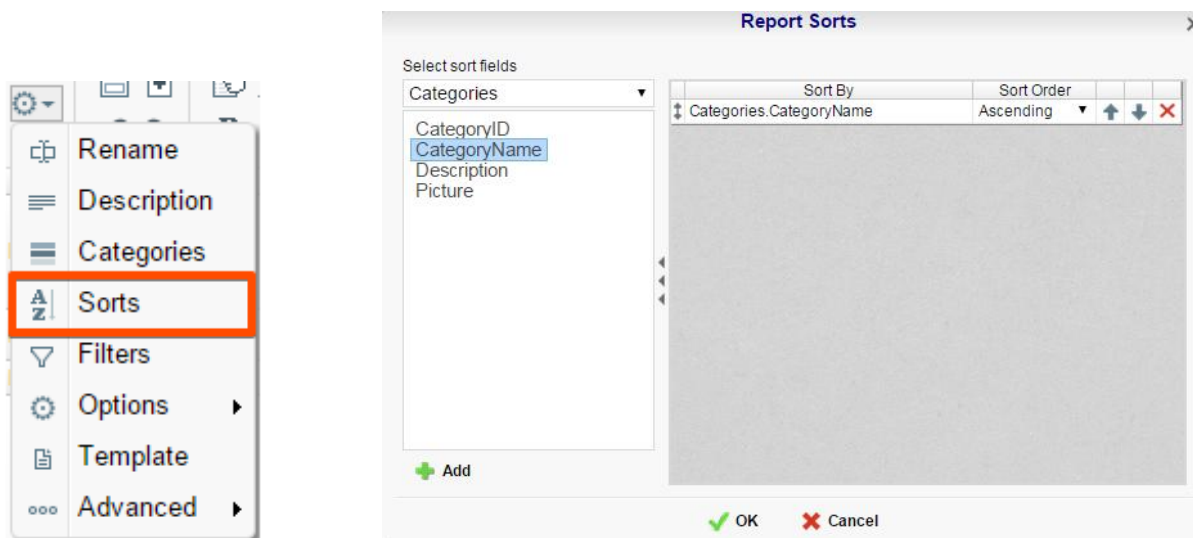 Rename
Description
Categories
A
Z
Sorts
Filters
Options
Template
Advanced
Report Sorts
Select sort fields
Categories
CategoryID
CategoryName
Description
Picture
Add
Sort By Sort Order
Categories.CategoryName Ascending
OK Cancel